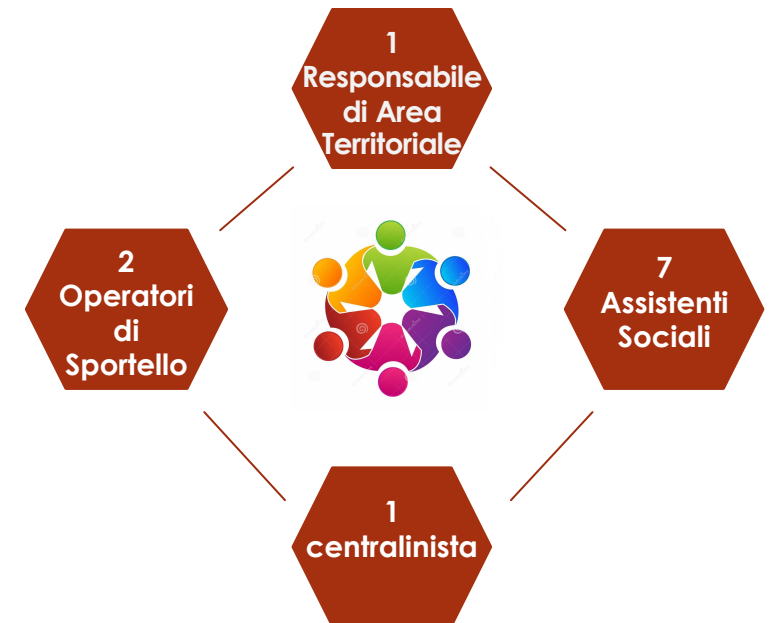 1
Responsabile
di Area
Territoriale
2
Operatori
di
Sportello
7
Assistenti
Sociali
1
centralinista